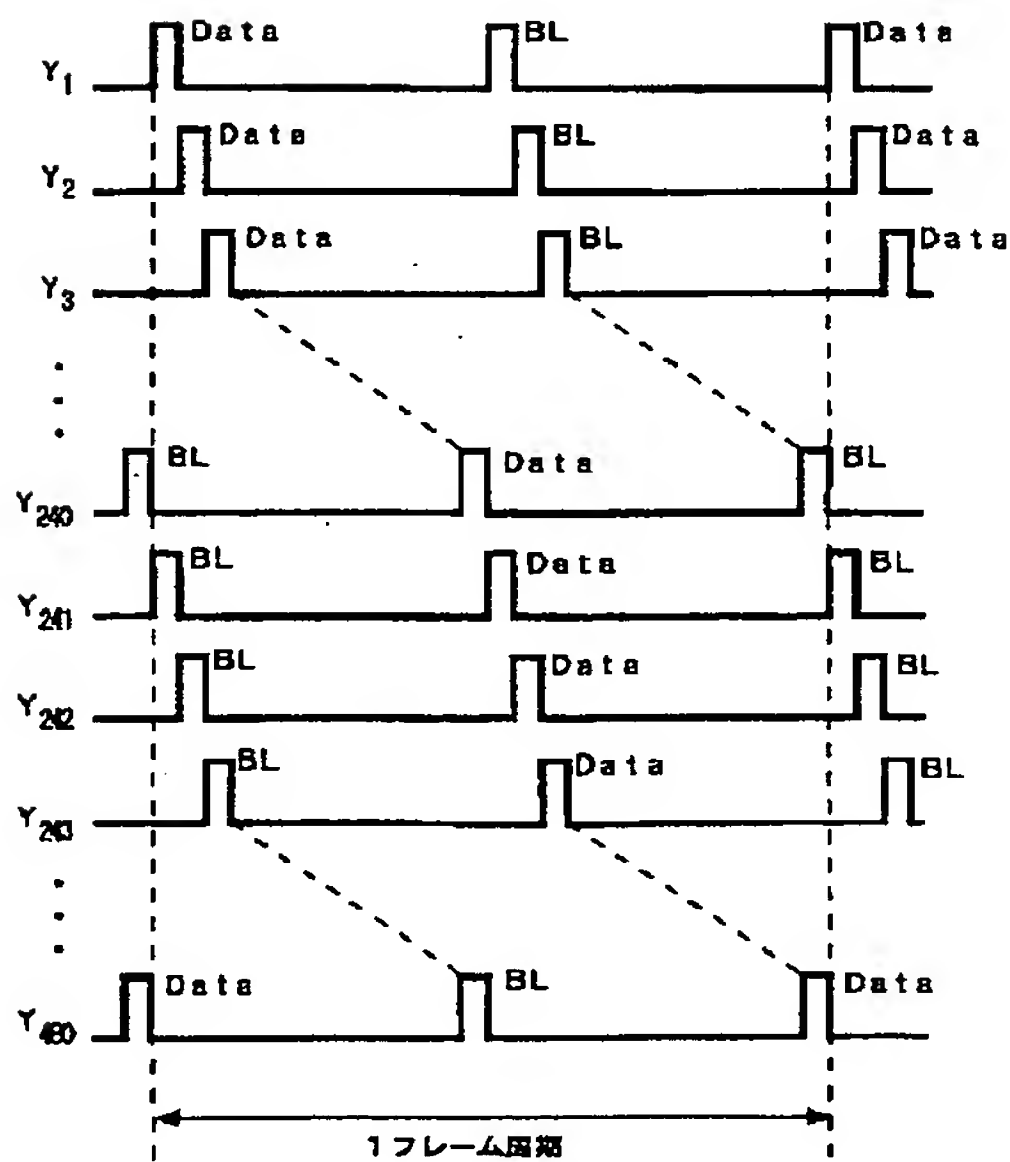 Y1 Data BL Data
Y2 Data BL Data
Y3 Data BL Data
Y240 BL Data BL
Y241 BL Data BL
Y242 BL Data BL
Y243 BL Data BL
Y480 Data BL Data
1フレーム周期